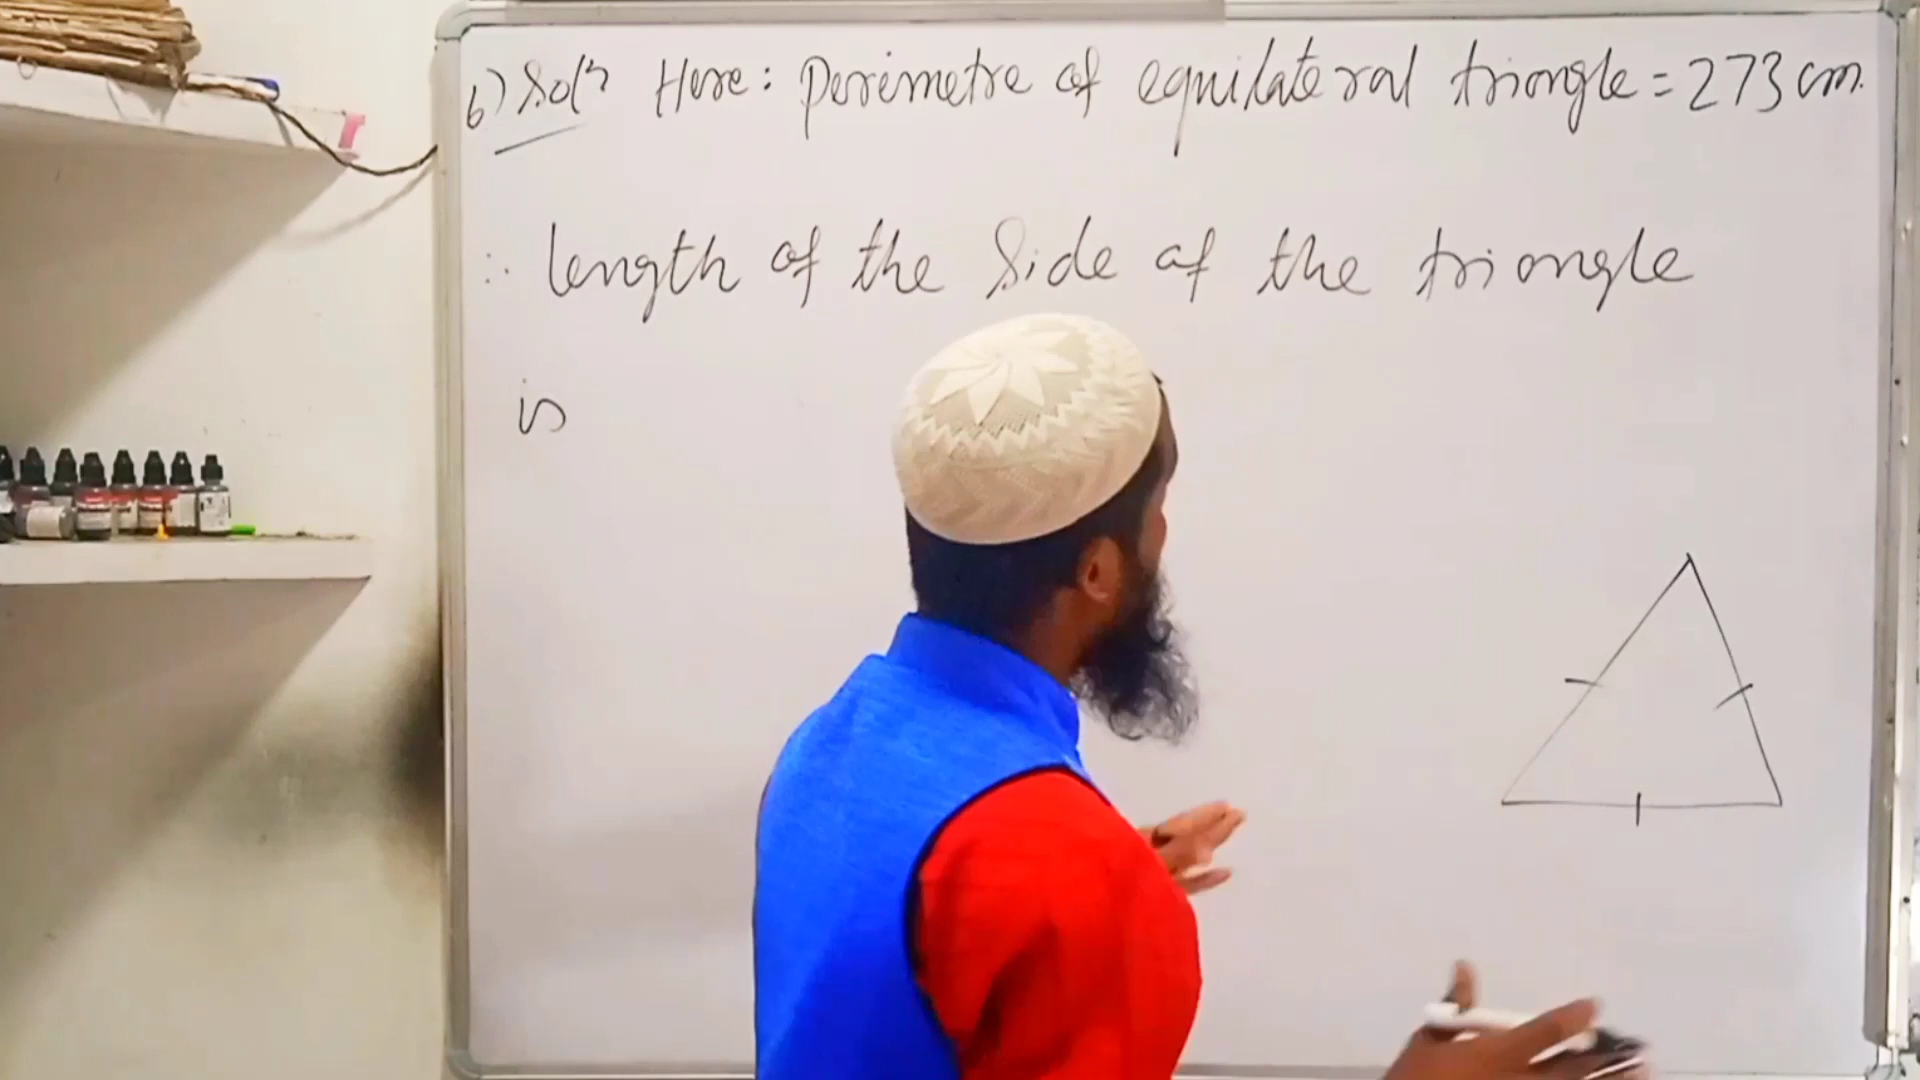 6) Solⁿ Here: Perimetre of equilateral triangle = 273 cm.
∴ length of the side of the triangle
is